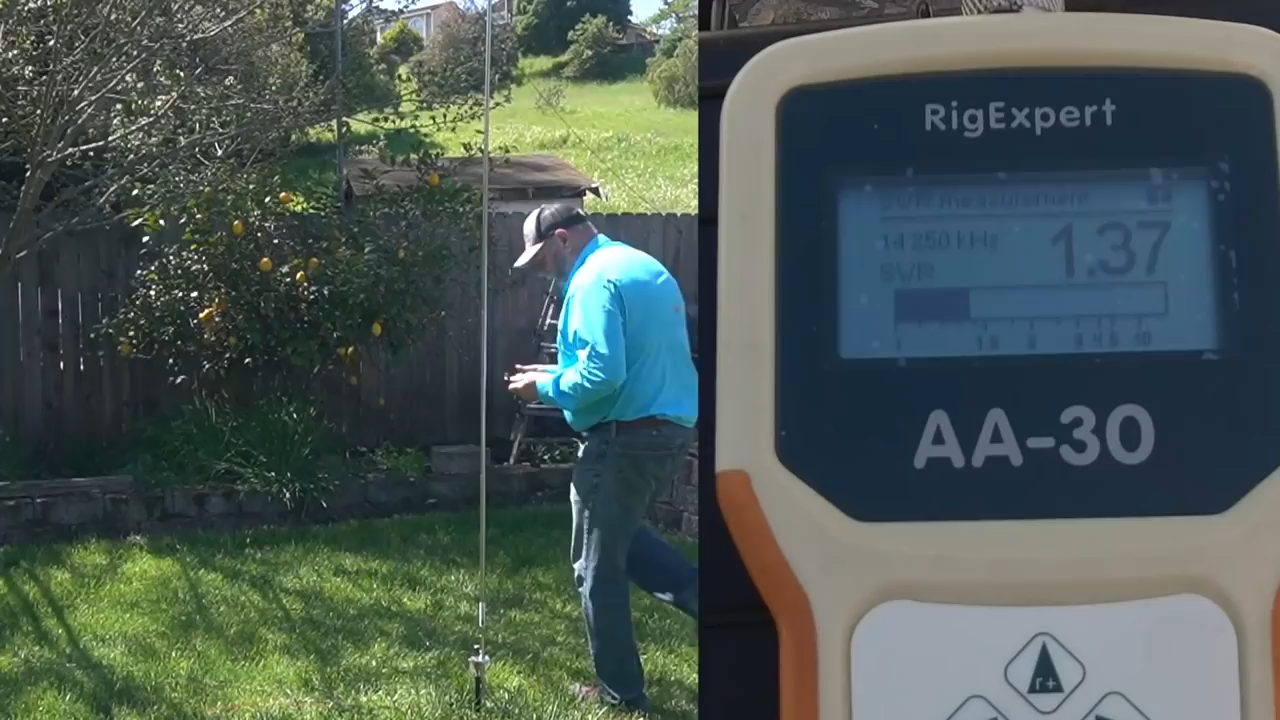 RigExpert
SWR measurement
14 250 kHz
1.37
SWR
AA-30
r+